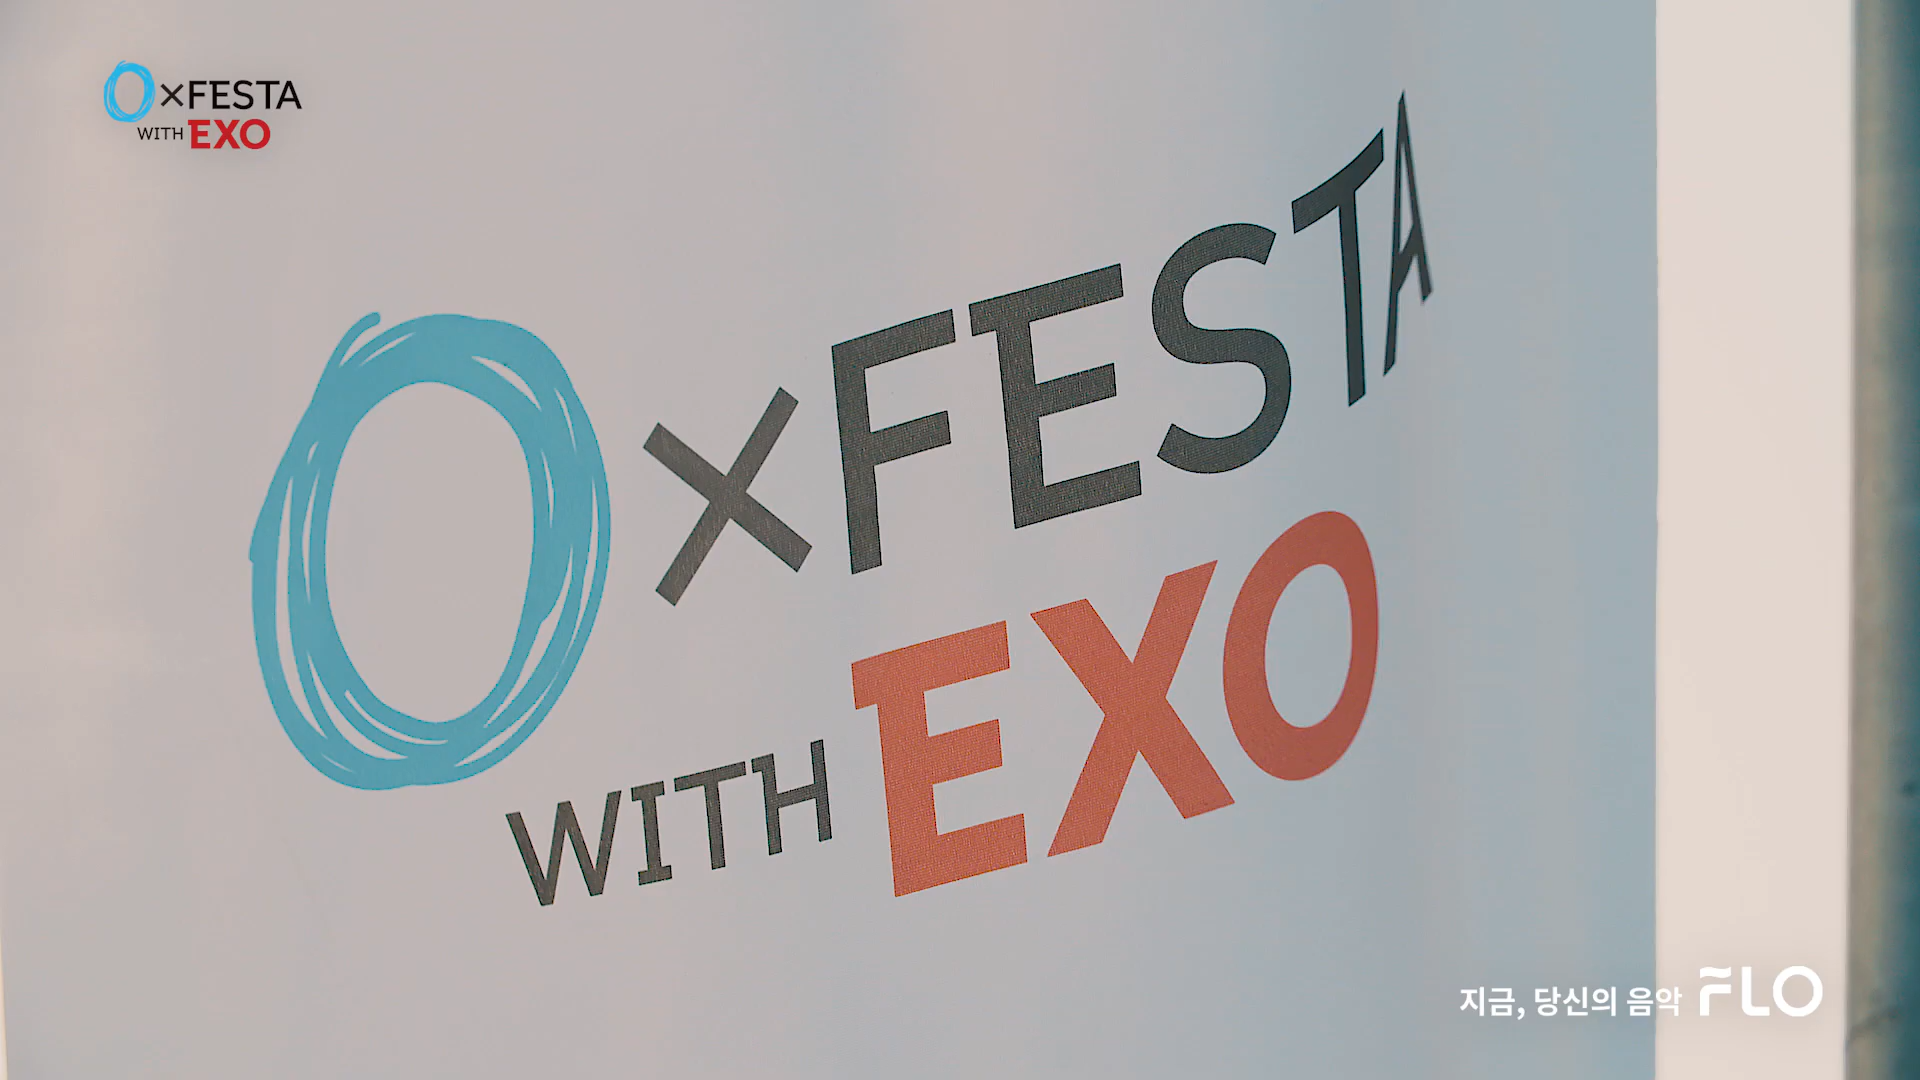 O×FESTA
WITH EXO
O×FESTA
WITH EXO
지금, 당신의 음악 FLO